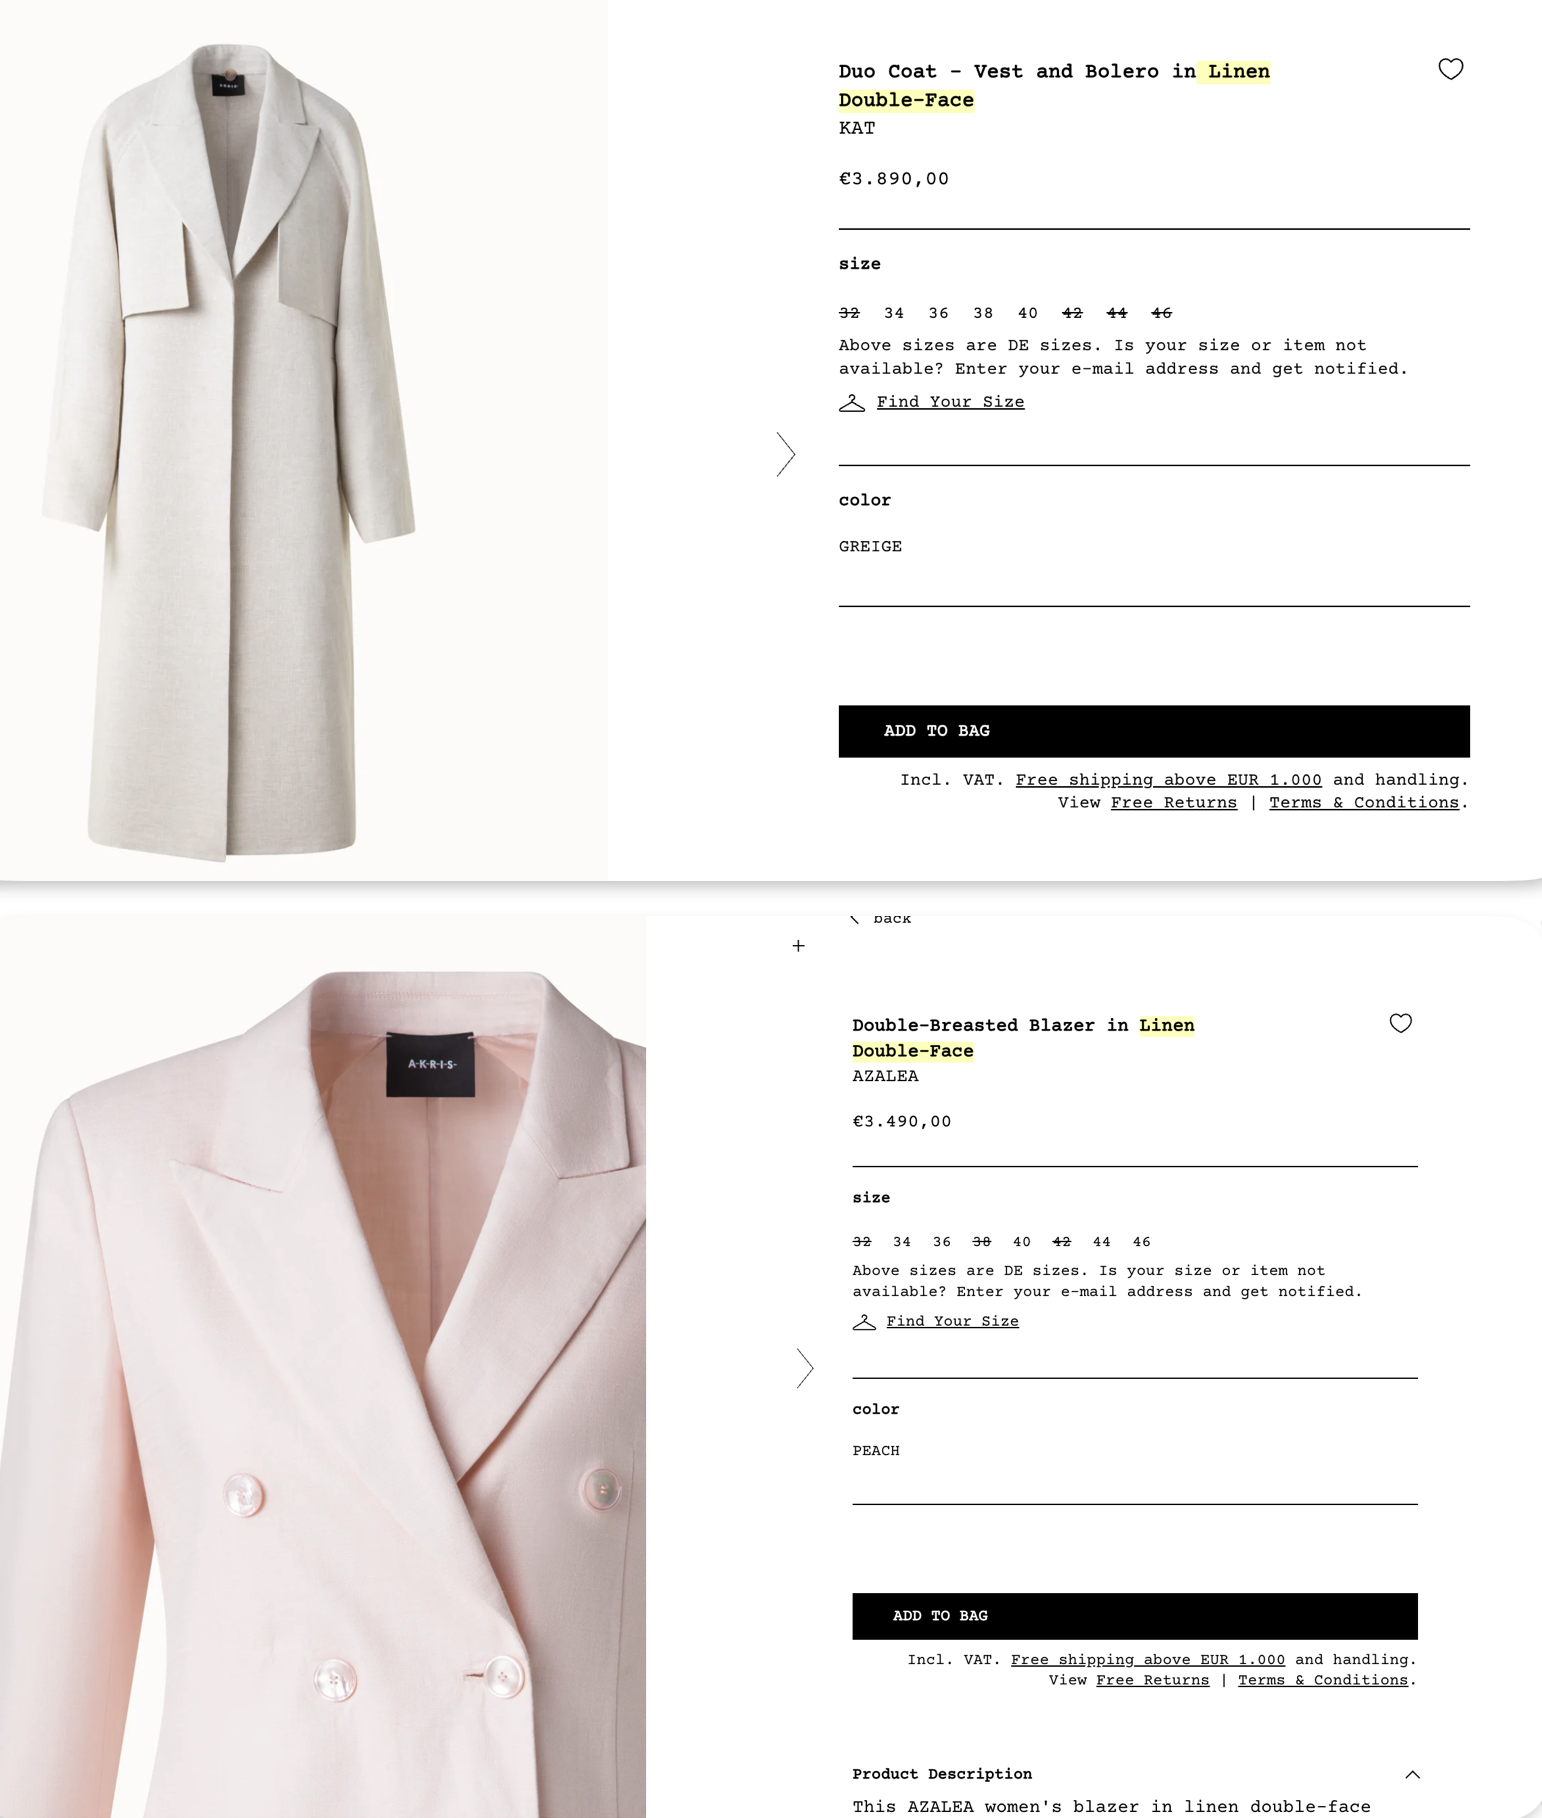 AKRIS
Duo Coat – Vest and Bolero in Linen
Double-Face
KAT
€3.890,00
size
32 34 36 38 40 42 44 46
Above sizes are DE sizes. Is your size or item not
available? Enter your e-mail address and get notified.
Find Your Size
color
GREIGE
ADD TO BAG
Incl. VAT. Free shipping above EUR 1.000 and handling.
View Free Returns | Terms & Conditions.
back
A-K-R-I-S-
Double-Breasted Blazer in Linen
Double-Face
AZALEA
€3.490,00
size
32 34 36 38 40 42 44 46
Above sizes are DE sizes. Is your size or item not
available? Enter your e-mail address and get notified.
Find Your Size
color
PEACH
ADD TO BAG
Incl. VAT. Free shipping above EUR 1.000 and handling.
View Free Returns | Terms & Conditions.
Product Description
This AZALEA women's blazer in linen double-face